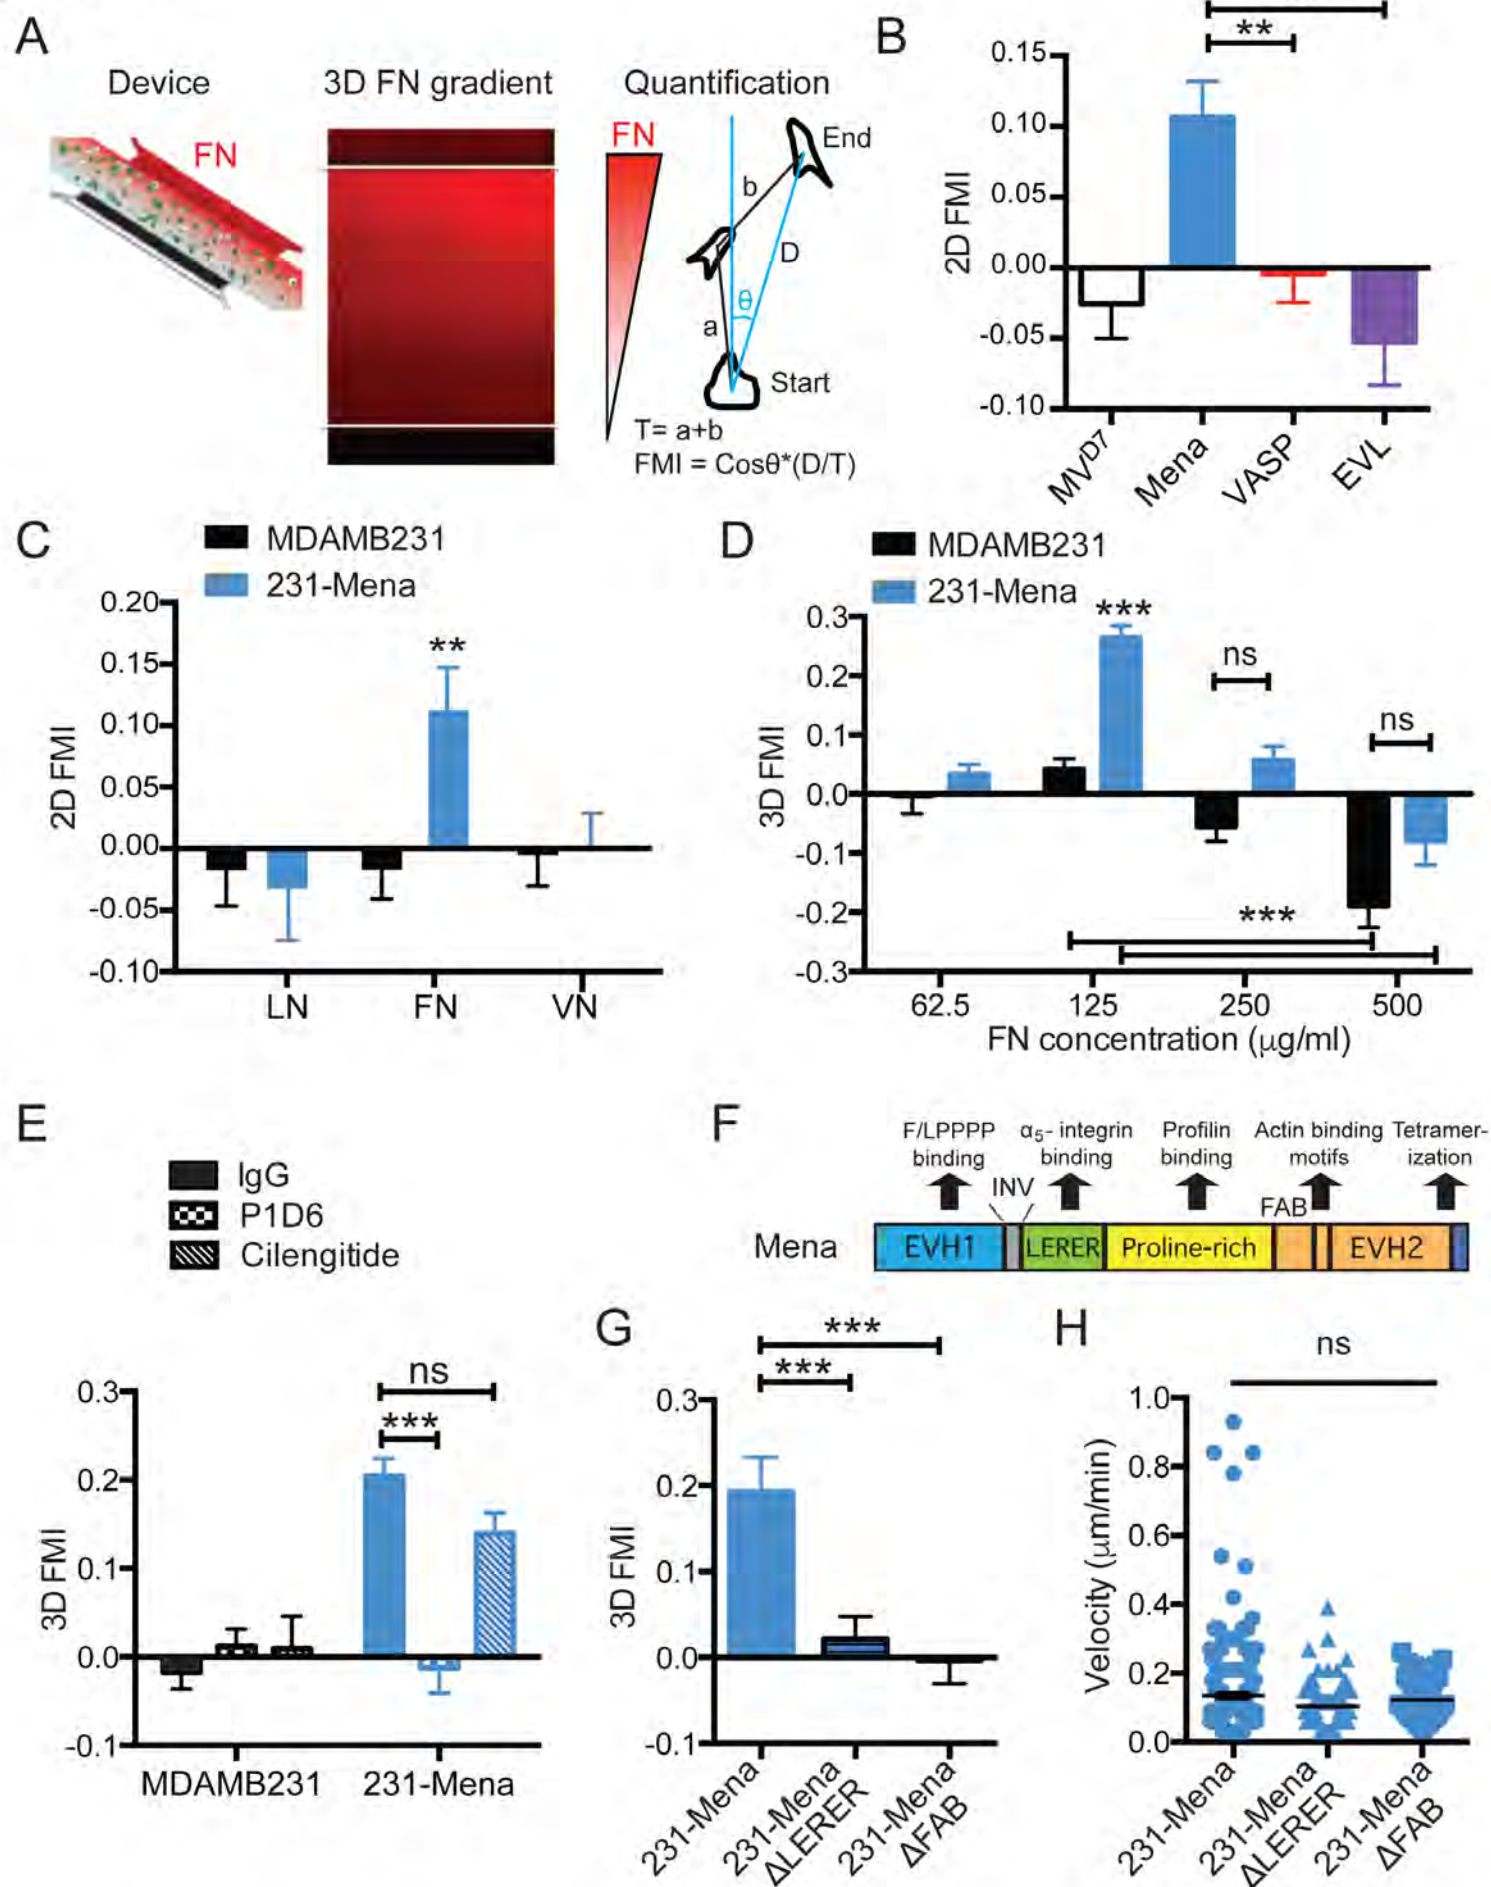 A
Device
3D FN gradient
Quantification
FN
FN
End
b
D
θ
a
Start
T= a+b
FMI = Cosθ*(D/T)
B
**
0.15
0.10
0.05
0.00
-0.05
-0.10
2D FMI
MVD7
Mena
VASP
EVL
C
MDAMB231
231-Mena
0.20
0.15
0.10
0.05
0.00
-0.05
-0.10
2D FMI
**
LN
FN
VN
D
MDAMB231
231-Mena
0.3
0.2
0.1
0.0
-0.1
-0.2
-0.3
3D FMI
***
ns
ns
***
62.5
125
250
500
FN concentration (μg/ml)
E
IgG
P1D6
Cilengitide
0.3
0.2
0.1
0.0
-0.1
3D FMI
ns
***
MDAMB231
231-Mena
F
F/LPPPP
binding
α5- integrin
binding
Profilin
binding
Actin binding
motifs
Tetramer-
ization
INV
FAB
Mena
EVH1
LERER
Proline-rich
EVH2
G
***
***
0.3
0.2
0.1
0.0
-0.1
3D FMI
231-Mena
231-Mena
ΔLERER
231-Mena
ΔFAB
H
ns
1.0
0.8
0.6
0.4
0.2
0.0
Velocity (μm/min)
231-Mena
231-Mena
ΔLERER
231-Mena
ΔFAB